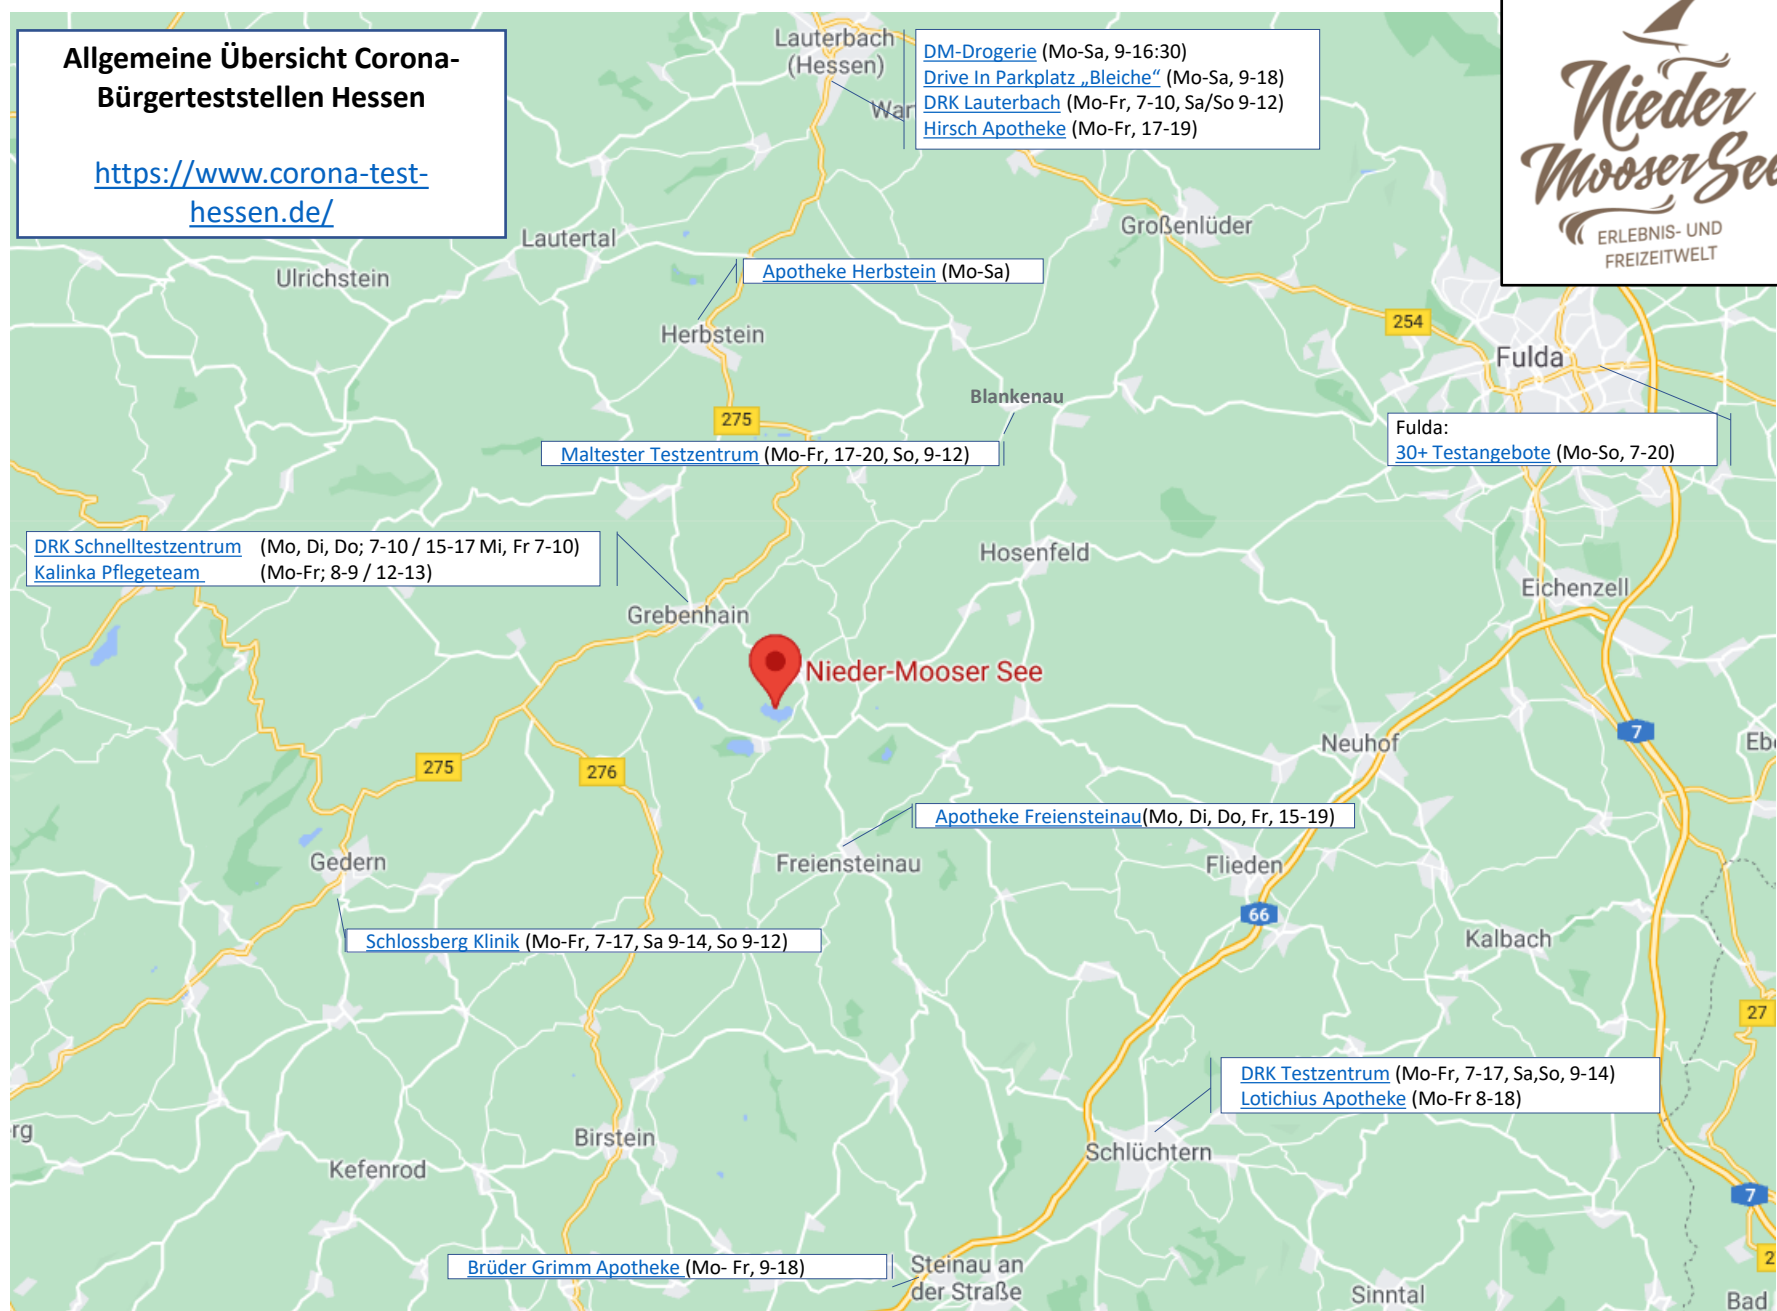 Allgemeine Übersicht Corona-
Bürgerteststellen Hessen
https://www.corona-test-
hessen.de/
Lauterbach
(Hessen)
DM-Drogerie (Mo-Sa, 9-16:30)
Drive In Parkplatz „Bleiche“ (Mo-Sa, 9-18)
DRK Lauterbach (Mo-Fr, 7-10, Sa/So 9-12)
Hirsch Apotheke (Mo-Fr, 17-19)
War
Nieder
Mooser See
ERLEBNIS- UND
FREIZEITWELT
Lautertal
Großenlüder
Ulrichstein
Apotheke Herbstein (Mo-Sa)
Herbstein
254
Fulda
Blankenau
275
Fulda:
30+ Testangebote (Mo-So, 7-20)
Maltester Testzentrum (Mo-Fr, 17-20, So, 9-12)
DRK Schnelltestzentrum (Mo, Di, Do; 7-10 / 15-17 Mi, Fr 7-10)
Kalinka Pflegeteam (Mo-Fr; 8-9 / 12-13)
Hosenfeld
Eichenzell
Grebenhain
Nieder-Mooser See
7
Neuhof
Ebe
275
276
Apotheke Freiensteinau(Mo, Di, Do, Fr, 15-19)
Gedern
Freiensteinau
Flieden
66
Schlossberg Klinik (Mo-Fr, 7-17, Sa 9-14, So 9-12)
Kalbach
27
DRK Testzentrum (Mo-Fr, 7-17, Sa,So, 9-14)
Lotichius Apotheke (Mo-Fr 8-18)
rg
Birstein
Kefenrod
Schlüchtern
7
Brüder Grimm Apotheke (Mo- Fr, 9-18)
Steinau an
der Straße
2
Sinntal
Bad